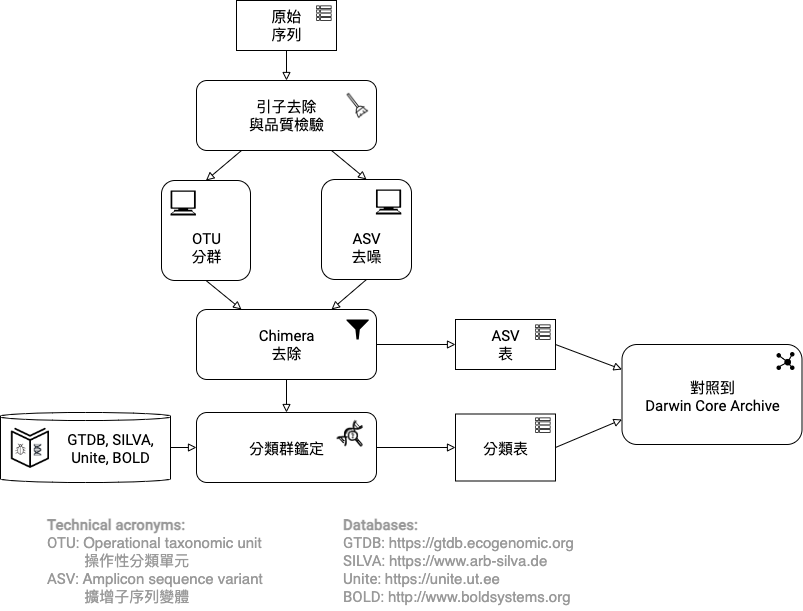 原始
序列
引子去除
與品質檢驗
OTU
分群
ASV
去噪
Chimera
去除
ASV
表
對照到
Darwin Core Archive
GTDB, SILVA,
Unite, BOLD
分類群鑑定
分類表
Technical acronyms:
OTU: Operational taxonomic unit
操作性分類單元
ASV: Amplicon sequence variant
擴增子序列變體
Databases:
GTDB: https://gtdb.ecogenomic.org
SILVA: https://www.arb-silva.de
Unite: https://unite.ut.ee
BOLD: http://www.boldsystems.org